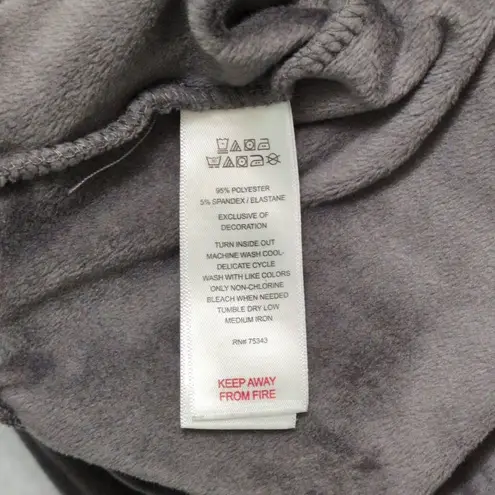 95% POLYESTER
5% SPANDEX / ELASTANE
EXCLUSIVE OF
DECORATION
TURN INSIDE OUT
MACHINE WASH COOL-
DELICATE CYCLE
WASH WITH LIKE COLORS
ONLY NON-CHLORINE
BLEACH WHEN NEEDED
TUMBLE DRY LOW
MEDIUM IRON
RN# 75343
KEEP AWAY
FROM FIRE